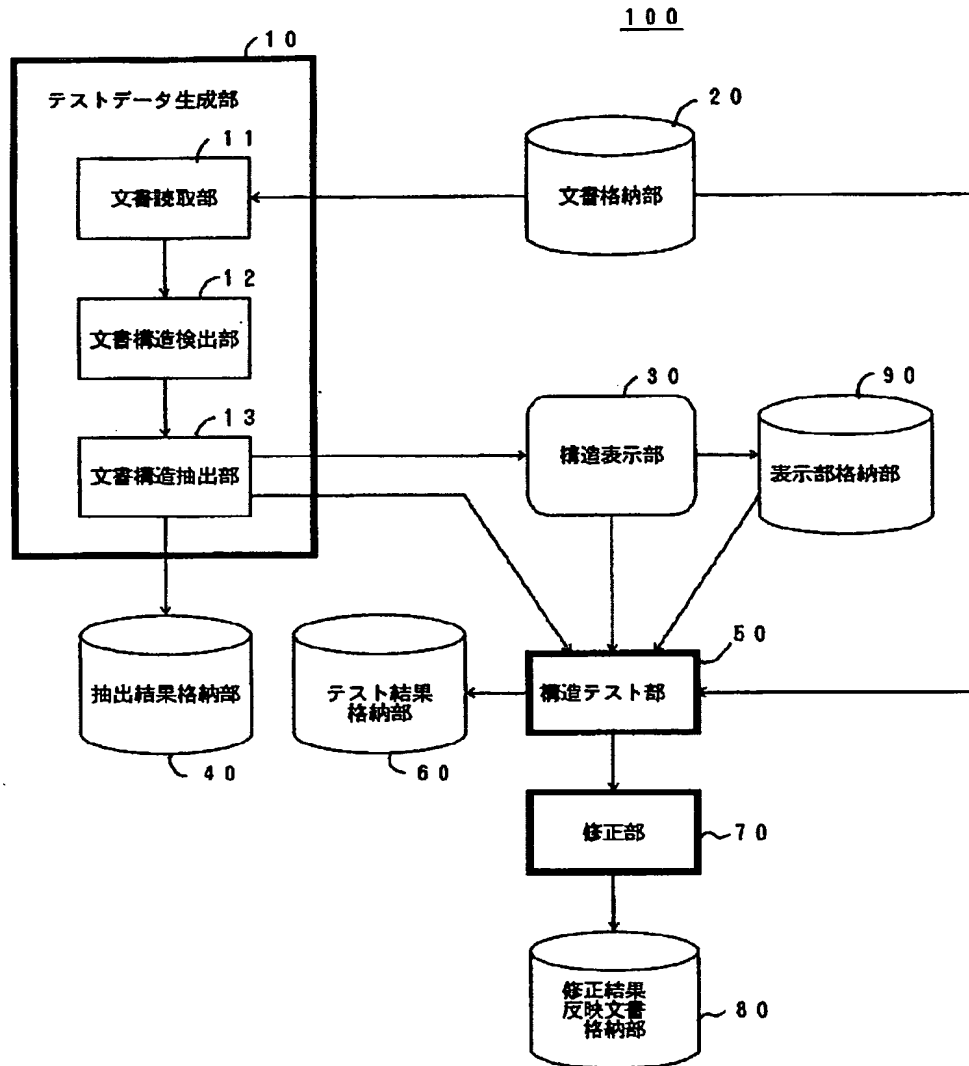 １００
１０
テストデータ生成部
２０
１１
文書読取部
文書格納部
１２
文書構造検出部
３０
９０
１３
文書構造抽出部
構造表示部
表示部格納部
５０
抽出結果格納部
テスト結果
格納部
構造テスト部
４０
６０
修正部
７０
修正結果
反映文書
格納部
８０